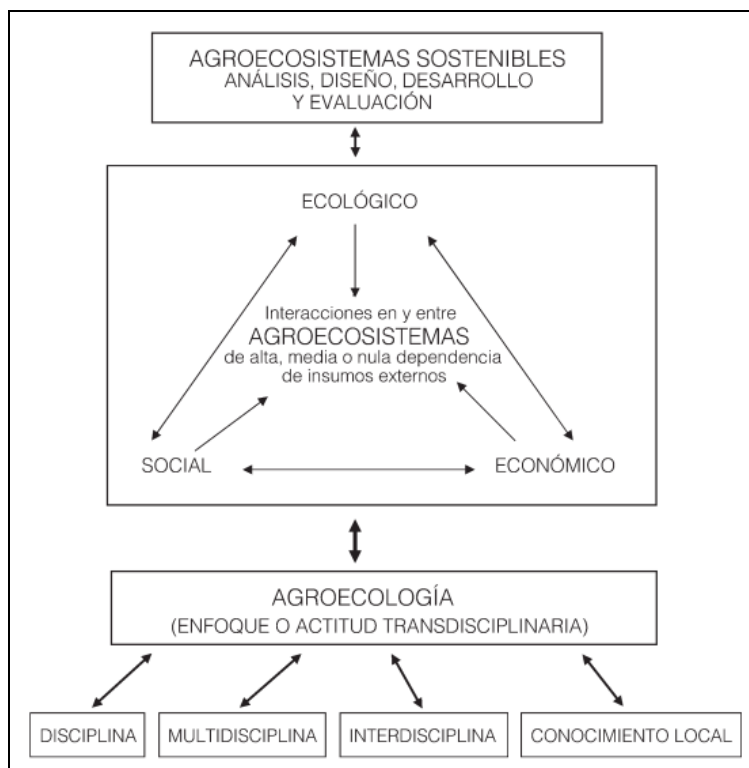 AGROECOSISTEMAS SOSTENIBLES
ANÁLISIS, DISEÑO, DESARROLLO
Y EVALUACIÓN
ECOLÓGICO
Interacciones en y entre
AGROECOSISTEMAS
de alta, media o nula dependencia
de insumos externos
SOCIAL
ECONÓMICO
AGROECOLOGÍA
(ENFOQUE O ACTITUD TRANSDISCIPLINARIA)
DISCIPLINA
MULTIDISCIPLINA
INTERDISCIPLINA
CONOCIMIENTO LOCAL